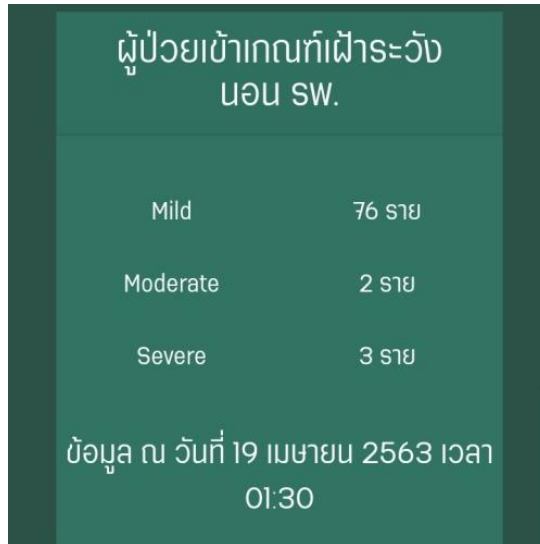 ผู้ป่วยเข้าเกณฑ์เฝ้าระวัง
นอน รพ.
Mild 76 ราย
Moderate 2 ราย
Severe 3 ราย
ข้อมูล ณ วันที่ 19 เมษายน 2563 เวลา
01:30